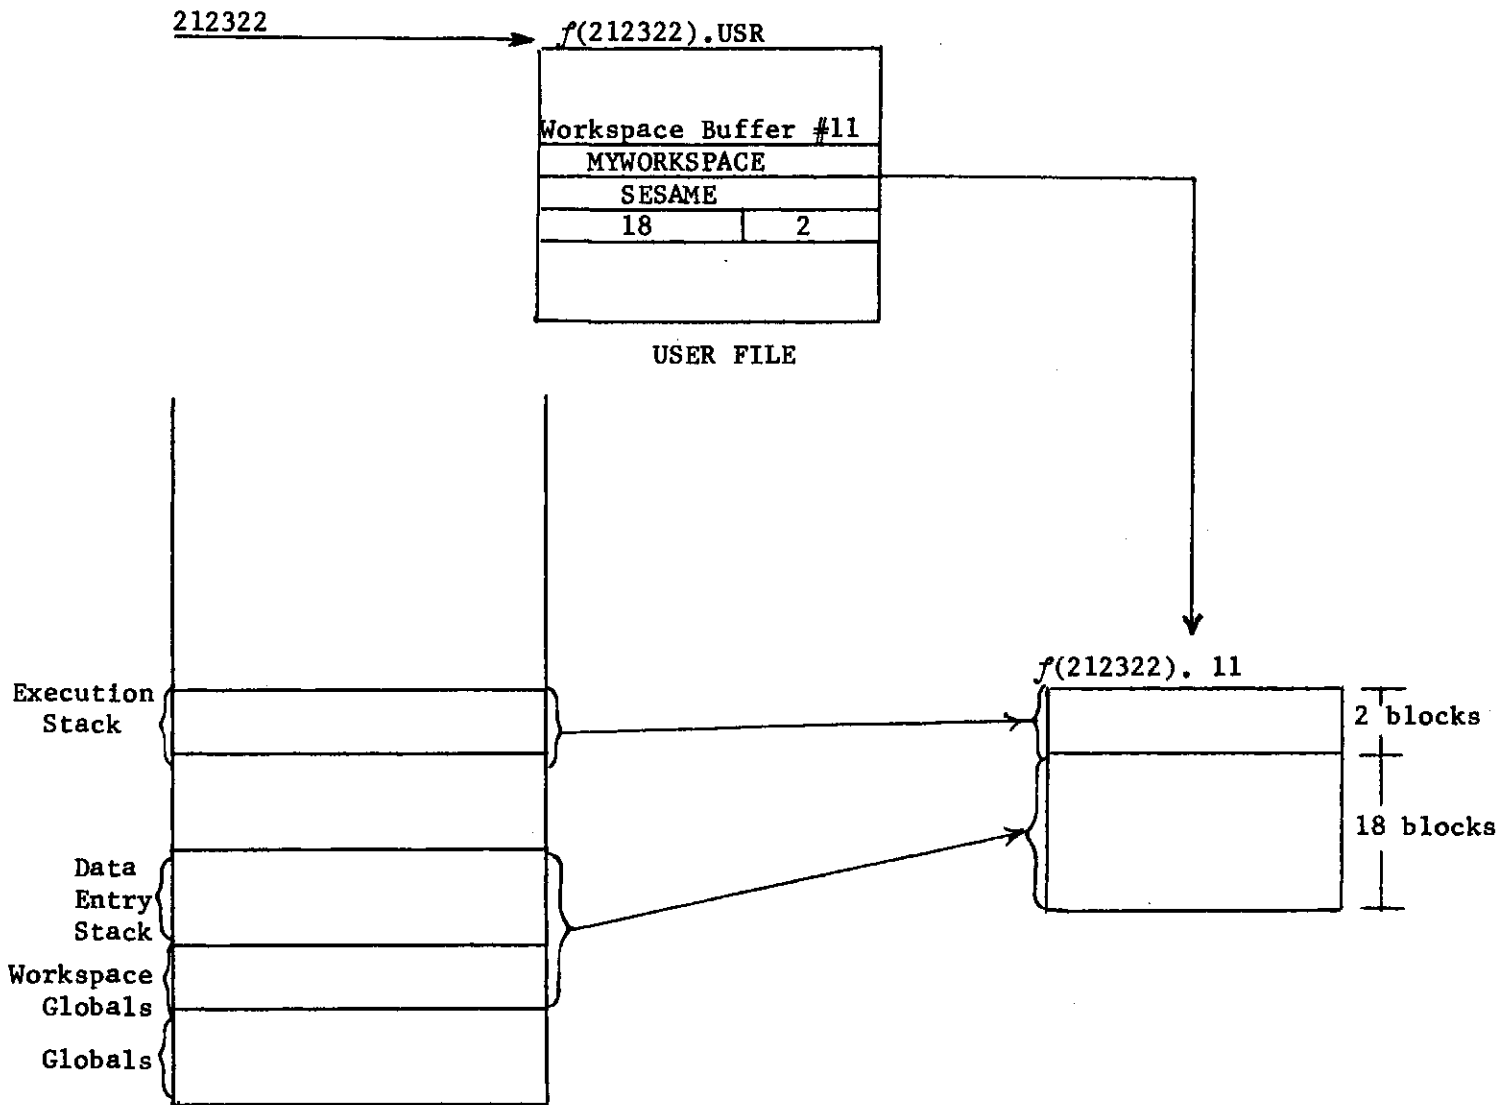 212322
f(212322).USR
Workspace Buffer #11
MYWORKSPACE
SESAME
18 2
USER FILE
f(212322). 11
Execution
Stack
2 blocks
18 blocks
Data
Entry
Stack
Workspace
Globals
Globals